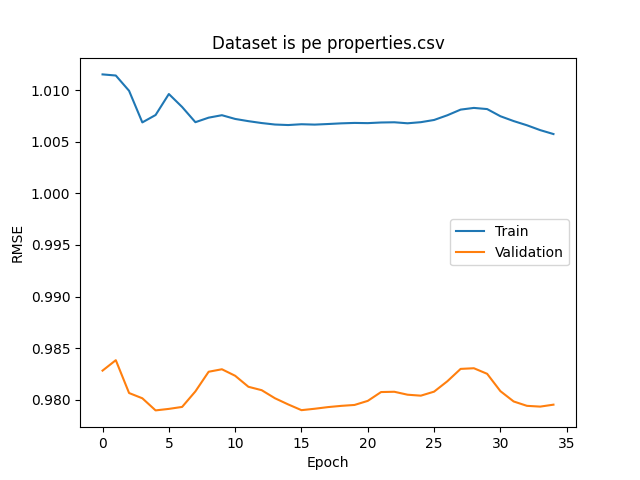 Dataset is pe properties.csv
RMSE
1.010
1.005
1.000
0.995
0.990
0.985
0.980
Train
Validation
0 5 10 15 20 25 30 35
Epoch